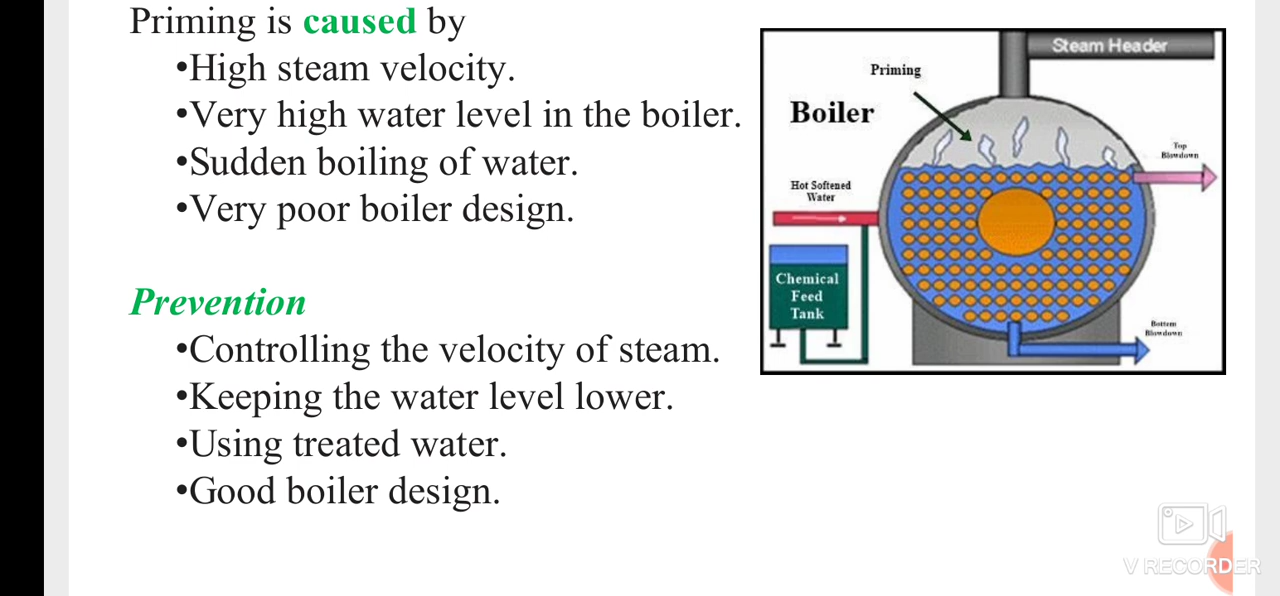 Priming is caused by
•High steam velocity.
•Very high water level in the boiler.
•Sudden boiling of water.
•Very poor boiler design.
Prevention
•Controlling the velocity of steam.
•Keeping the water level lower.
•Using treated water.
•Good boiler design.
Steam Header
Priming
Boiler
Top
Blowdown
Hot Softened
Water
Chemical
Feed
Tank
Bottom
Blowdown
V RECORDER